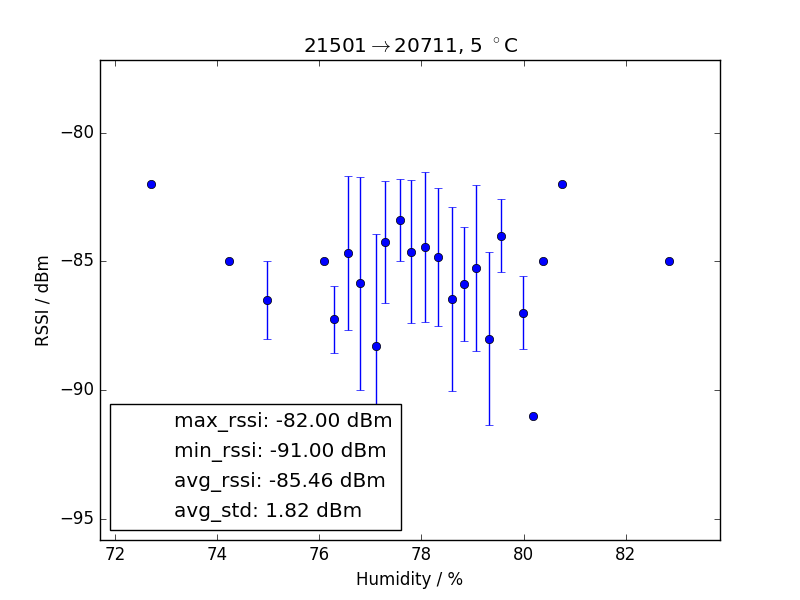 21501→20711, 5 °C
RSSI / dBm
−80
−85
−90
−95
max_rssi: -82.00 dBm
min_rssi: -91.00 dBm
avg_rssi: -85.46 dBm
avg_std: 1.82 dBm
72 74 76 78 80 82
Humidity / %